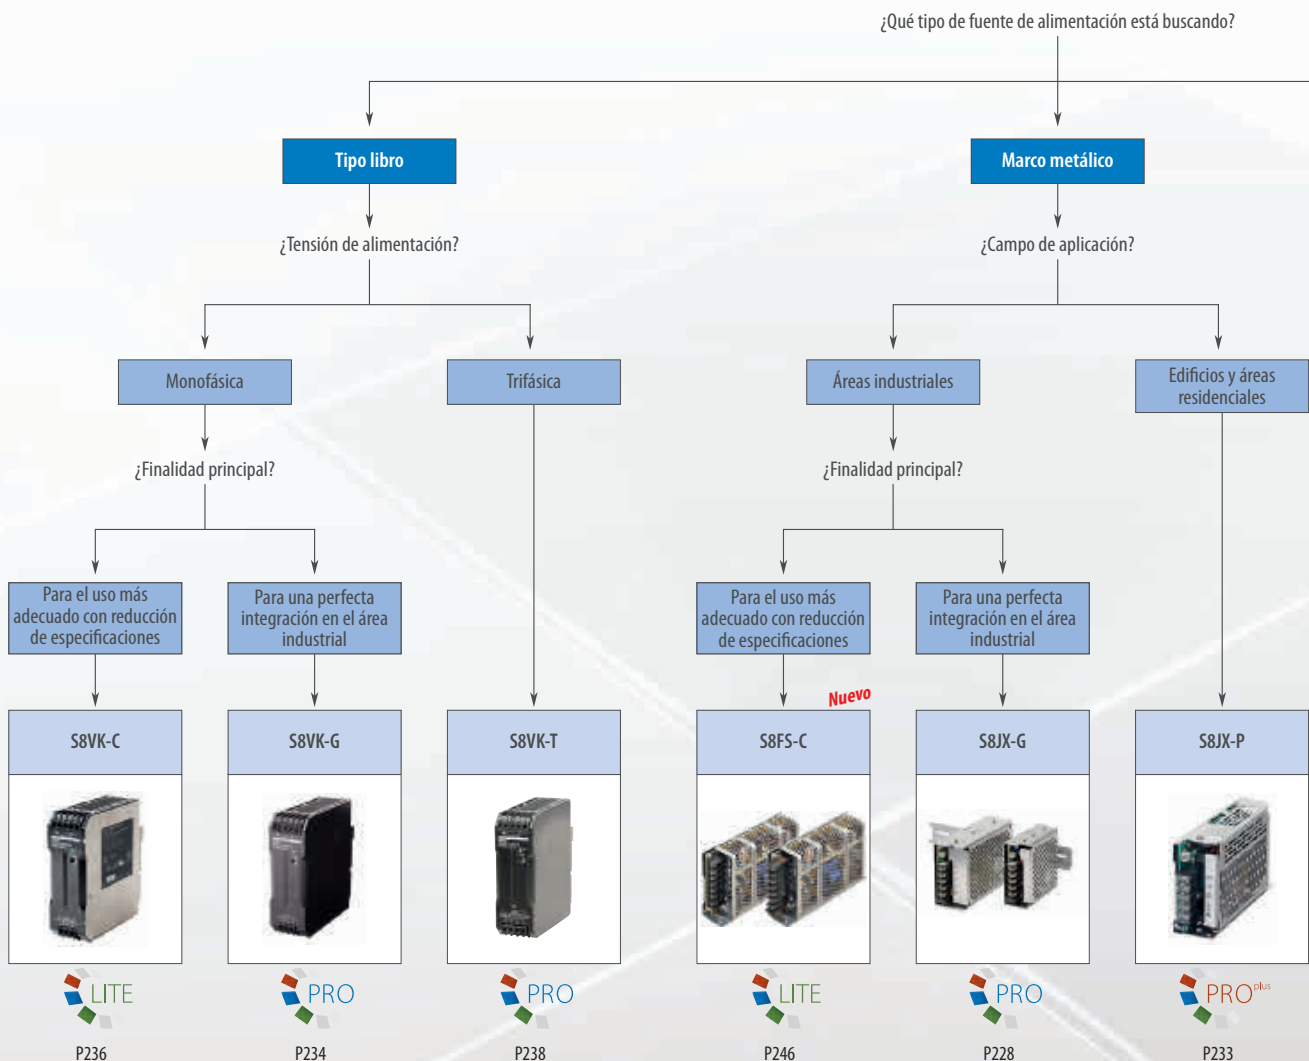 ¿Qué tipo de fuente de alimentación está buscando?
Tipo libro
Marco metálico
¿Tensión de alimentación?
¿Campo de aplicación?
Monofásica
Trifásica
Áreas industriales
Edificios y áreas
residenciales
¿Finalidad principal?
¿Finalidad principal?
Para el uso más
adecuado con reducción
de especificaciones
Para una perfecta
integración en el área
industrial
Para el uso más
adecuado con reducción
de especificaciones
Para una perfecta
integración en el área
industrial
Nuevo
S8VK-C
S8VK-G
S8VK-T
S8FS-C
S8JX-G
S8JX-P
LITE
PRO
PRO
LITE
PRO
PRO plus
P236
P234
P238
P246
P228
P233